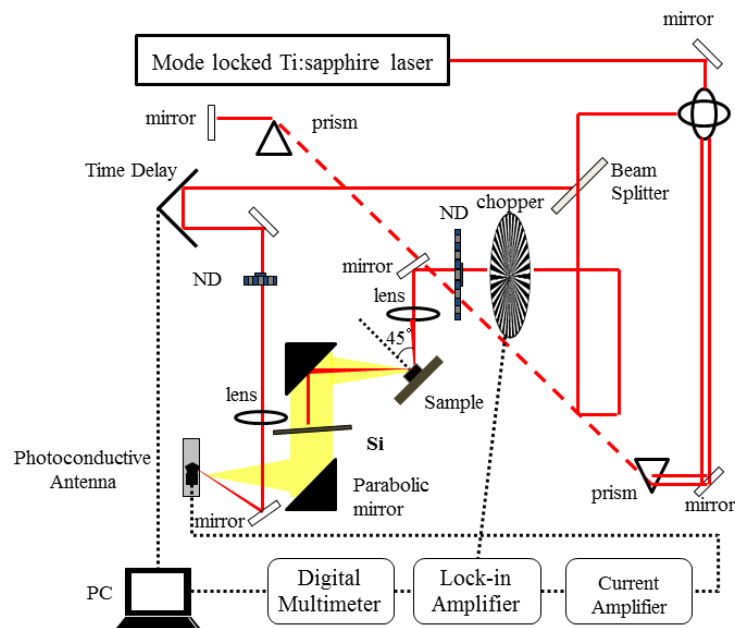 mirror
Mode locked Ti:sapphire laser
mirror
prism
Time Delay
Beam
Splitter
ND
chopper
mirror
ND
lens
45°
Sample
lens
Si
Photoconductive
Antenna
Parabolic
mirror
prism
mirror
mirror
PC
Digital
Multimeter
Lock-in
Amplifier
Current
Amplifier